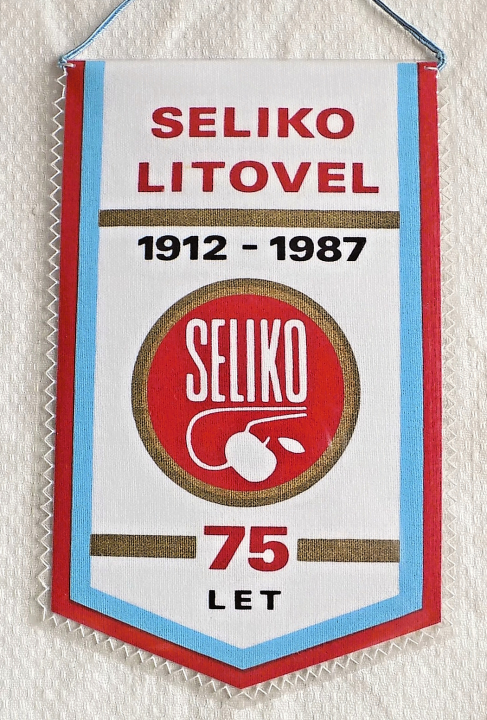 SELIKO
LITOVEL
1912 - 1987
SELIKO
75
LET